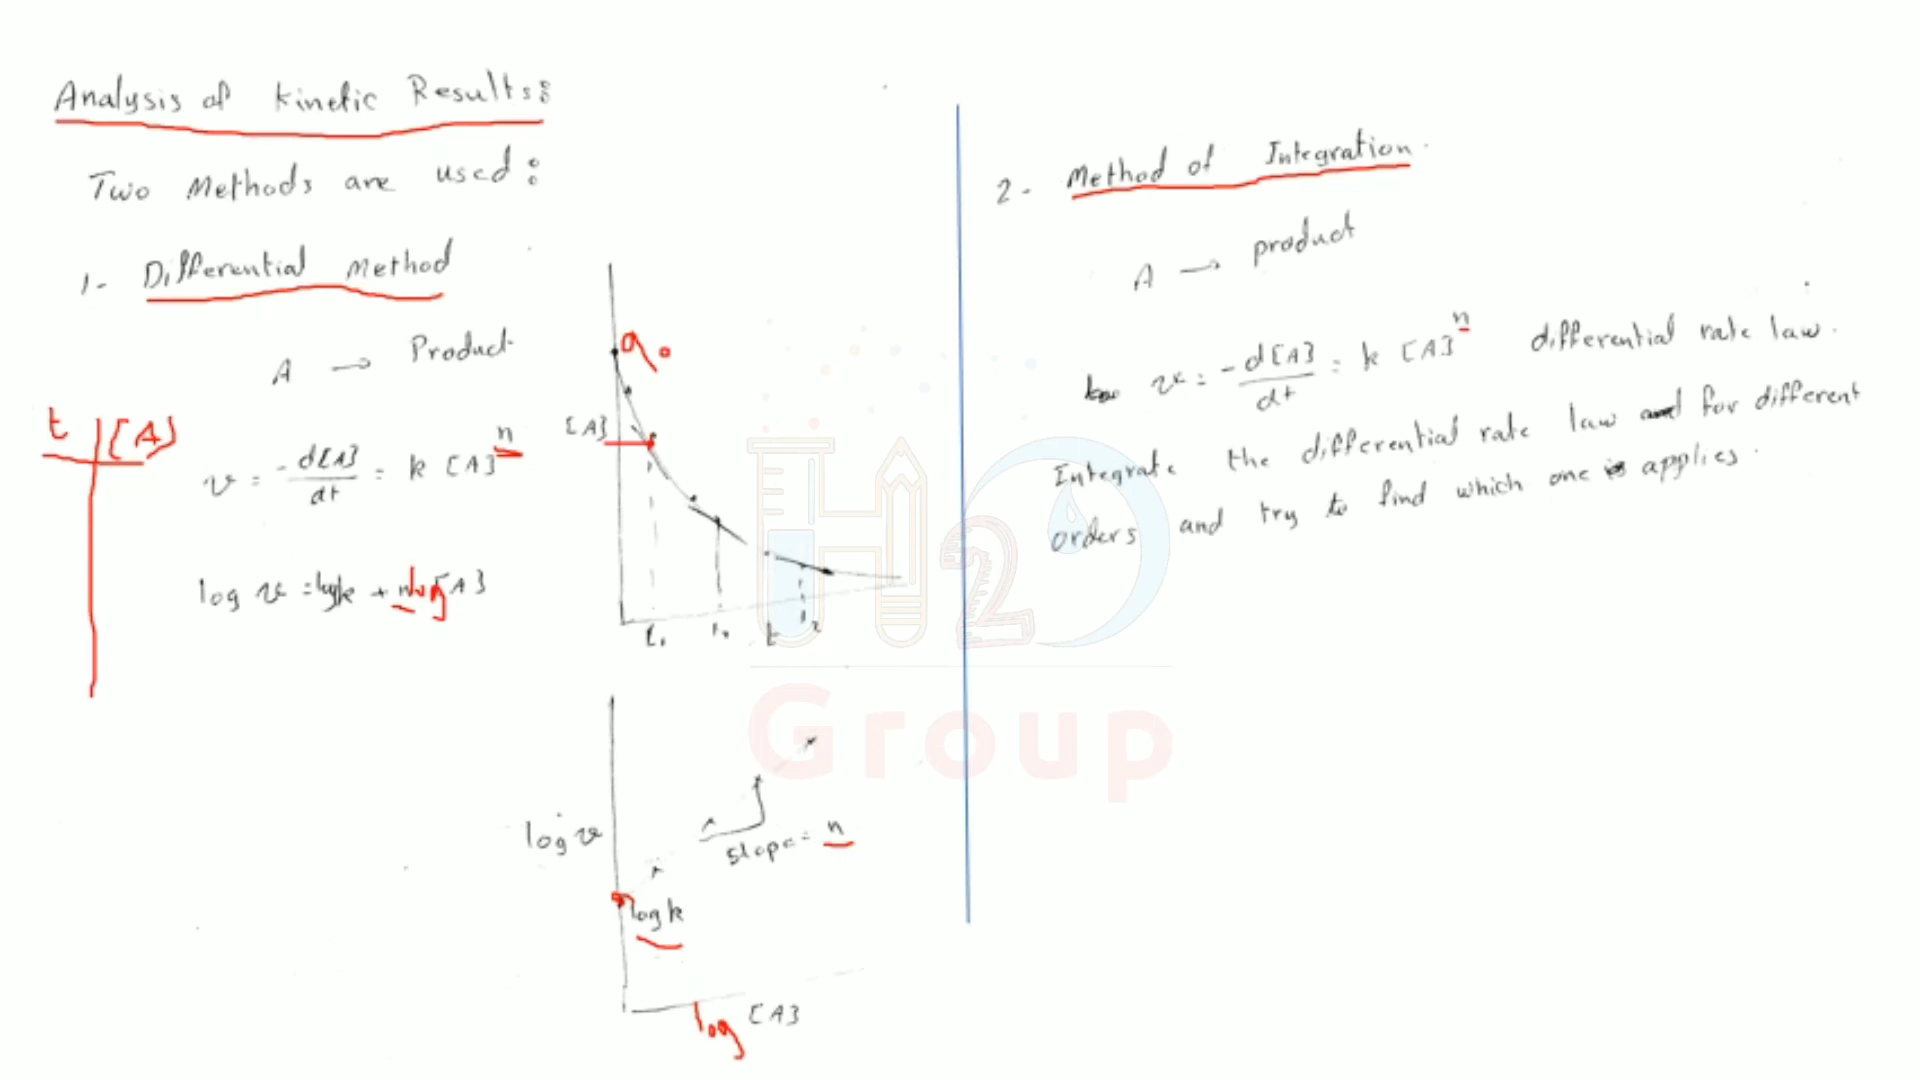 Analysis of kinetic Results:
Two Methods are used:
1- Differential Method
A → Product
t [A]
v = -d[A]/dt = k [A]^n
log v = log k + n log [A]
a₀
[A]
t₁
t
log v
slope = n
log k
log [A]
2- Method of Integration.
A → product
v = -d[A]/dt = k [A]^n differential rate law.
Integrate the differential rate law for different
orders and try to find which one applies.
H2O
Group